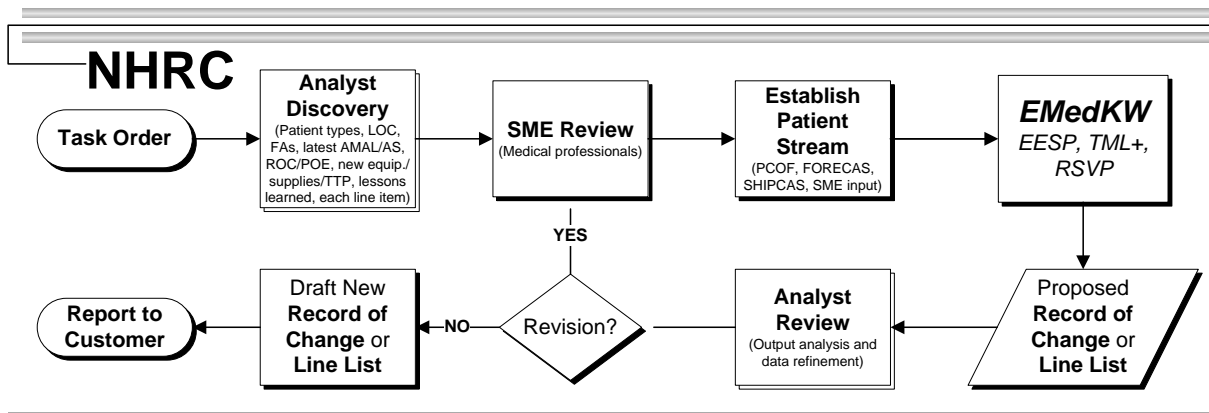 NHRC
Task Order
Analyst
Discovery
(Patient types, LOC,
FAs, latest AMAL/AS,
ROC/POE, new equip./
supplies/TTP, lessons
learned, each line item)
SME Review
(Medical professionals)
Establish
Patient
Stream
(PCOF, FORECAS,
SHIPCAS, SME input)
EMedKW
EESP, TML+,
RSVP
YES
Report to
Customer
Draft New
Record of
Change or
Line List
NO
Revision?
Analyst
Review
(Output analysis and
data refinement)
Proposed
Record of
Change or
Line List